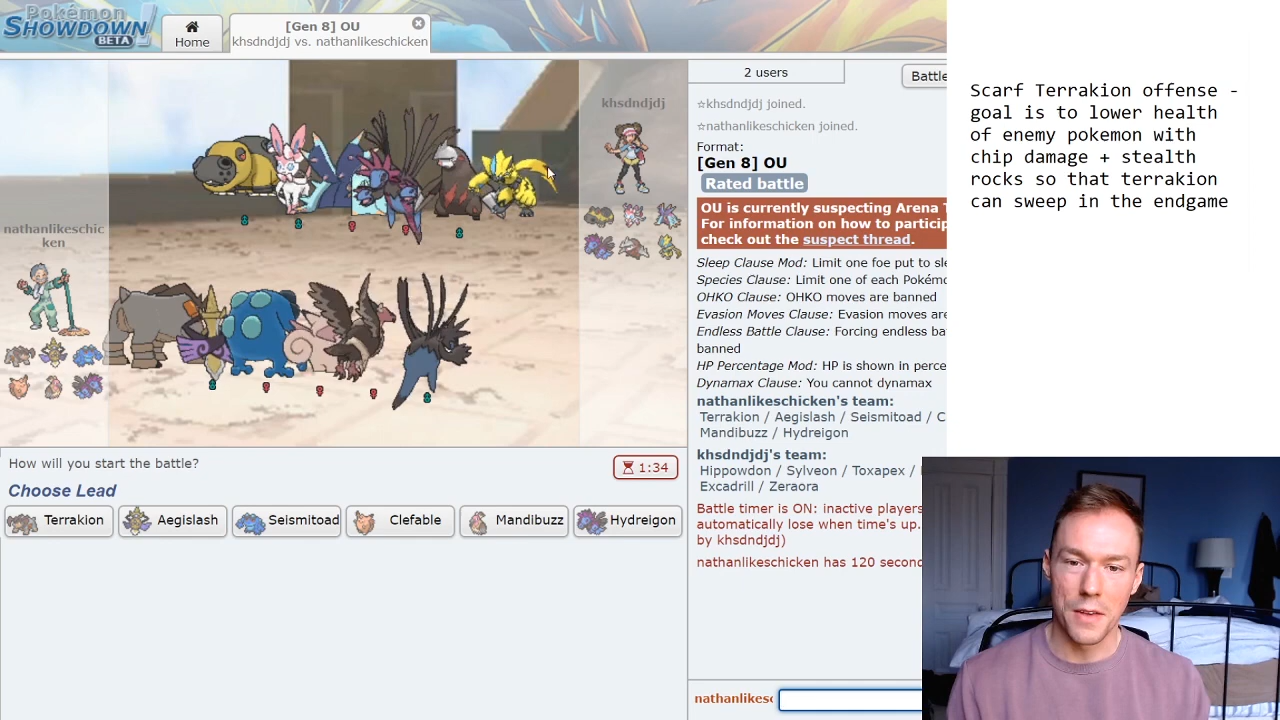 Pokémon
SHOWDOWN!
BETA
Home
[Gen 8] OU
khsdndjdj vs. nathanlikeschicken
nathanlikeschic
ken
khsdndjdj
2 users
Battle
☆khsdndjdj joined.
☆nathanlikeschicken joined.
Format:
[Gen 8] OU
Rated battle
OU is currently suspecting Arena T
For information on how to particip
check out the suspect thread.
Sleep Clause Mod: Limit one foe put to sle
Species Clause: Limit one of each Pokémo
OHKO Clause: OHKO moves are banned
Evasion Moves Clause: Evasion moves are
Endless Battle Clause: Forcing endless ba
banned
HP Percentage Mod: HP is shown in perce
Dynamax Clause: You cannot dynamax
nathanlikeschicken's team:
Terrakion / Aegislash / Seismitoad / C
Mandibuzz / Hydreigon
khsdndjdj's team:
Hippowdon / Sylveon / Toxapex /
Excadrill / Zeraora
Battle timer is ON: inactive players
automatically lose when time's up.
by khsdndjdj)
nathanlikeschicken has 120 second
nathanlikesc
How will you start the battle?
1:34
Choose Lead
Terrakion
Aegislash
Seismitoad
Clefable
Mandibuzz
Hydreigon
Scarf Terrakion offense -
goal is to lower health
of enemy pokemon with
chip damage + stealth
rocks so that terrakion
can sweep in the endgame